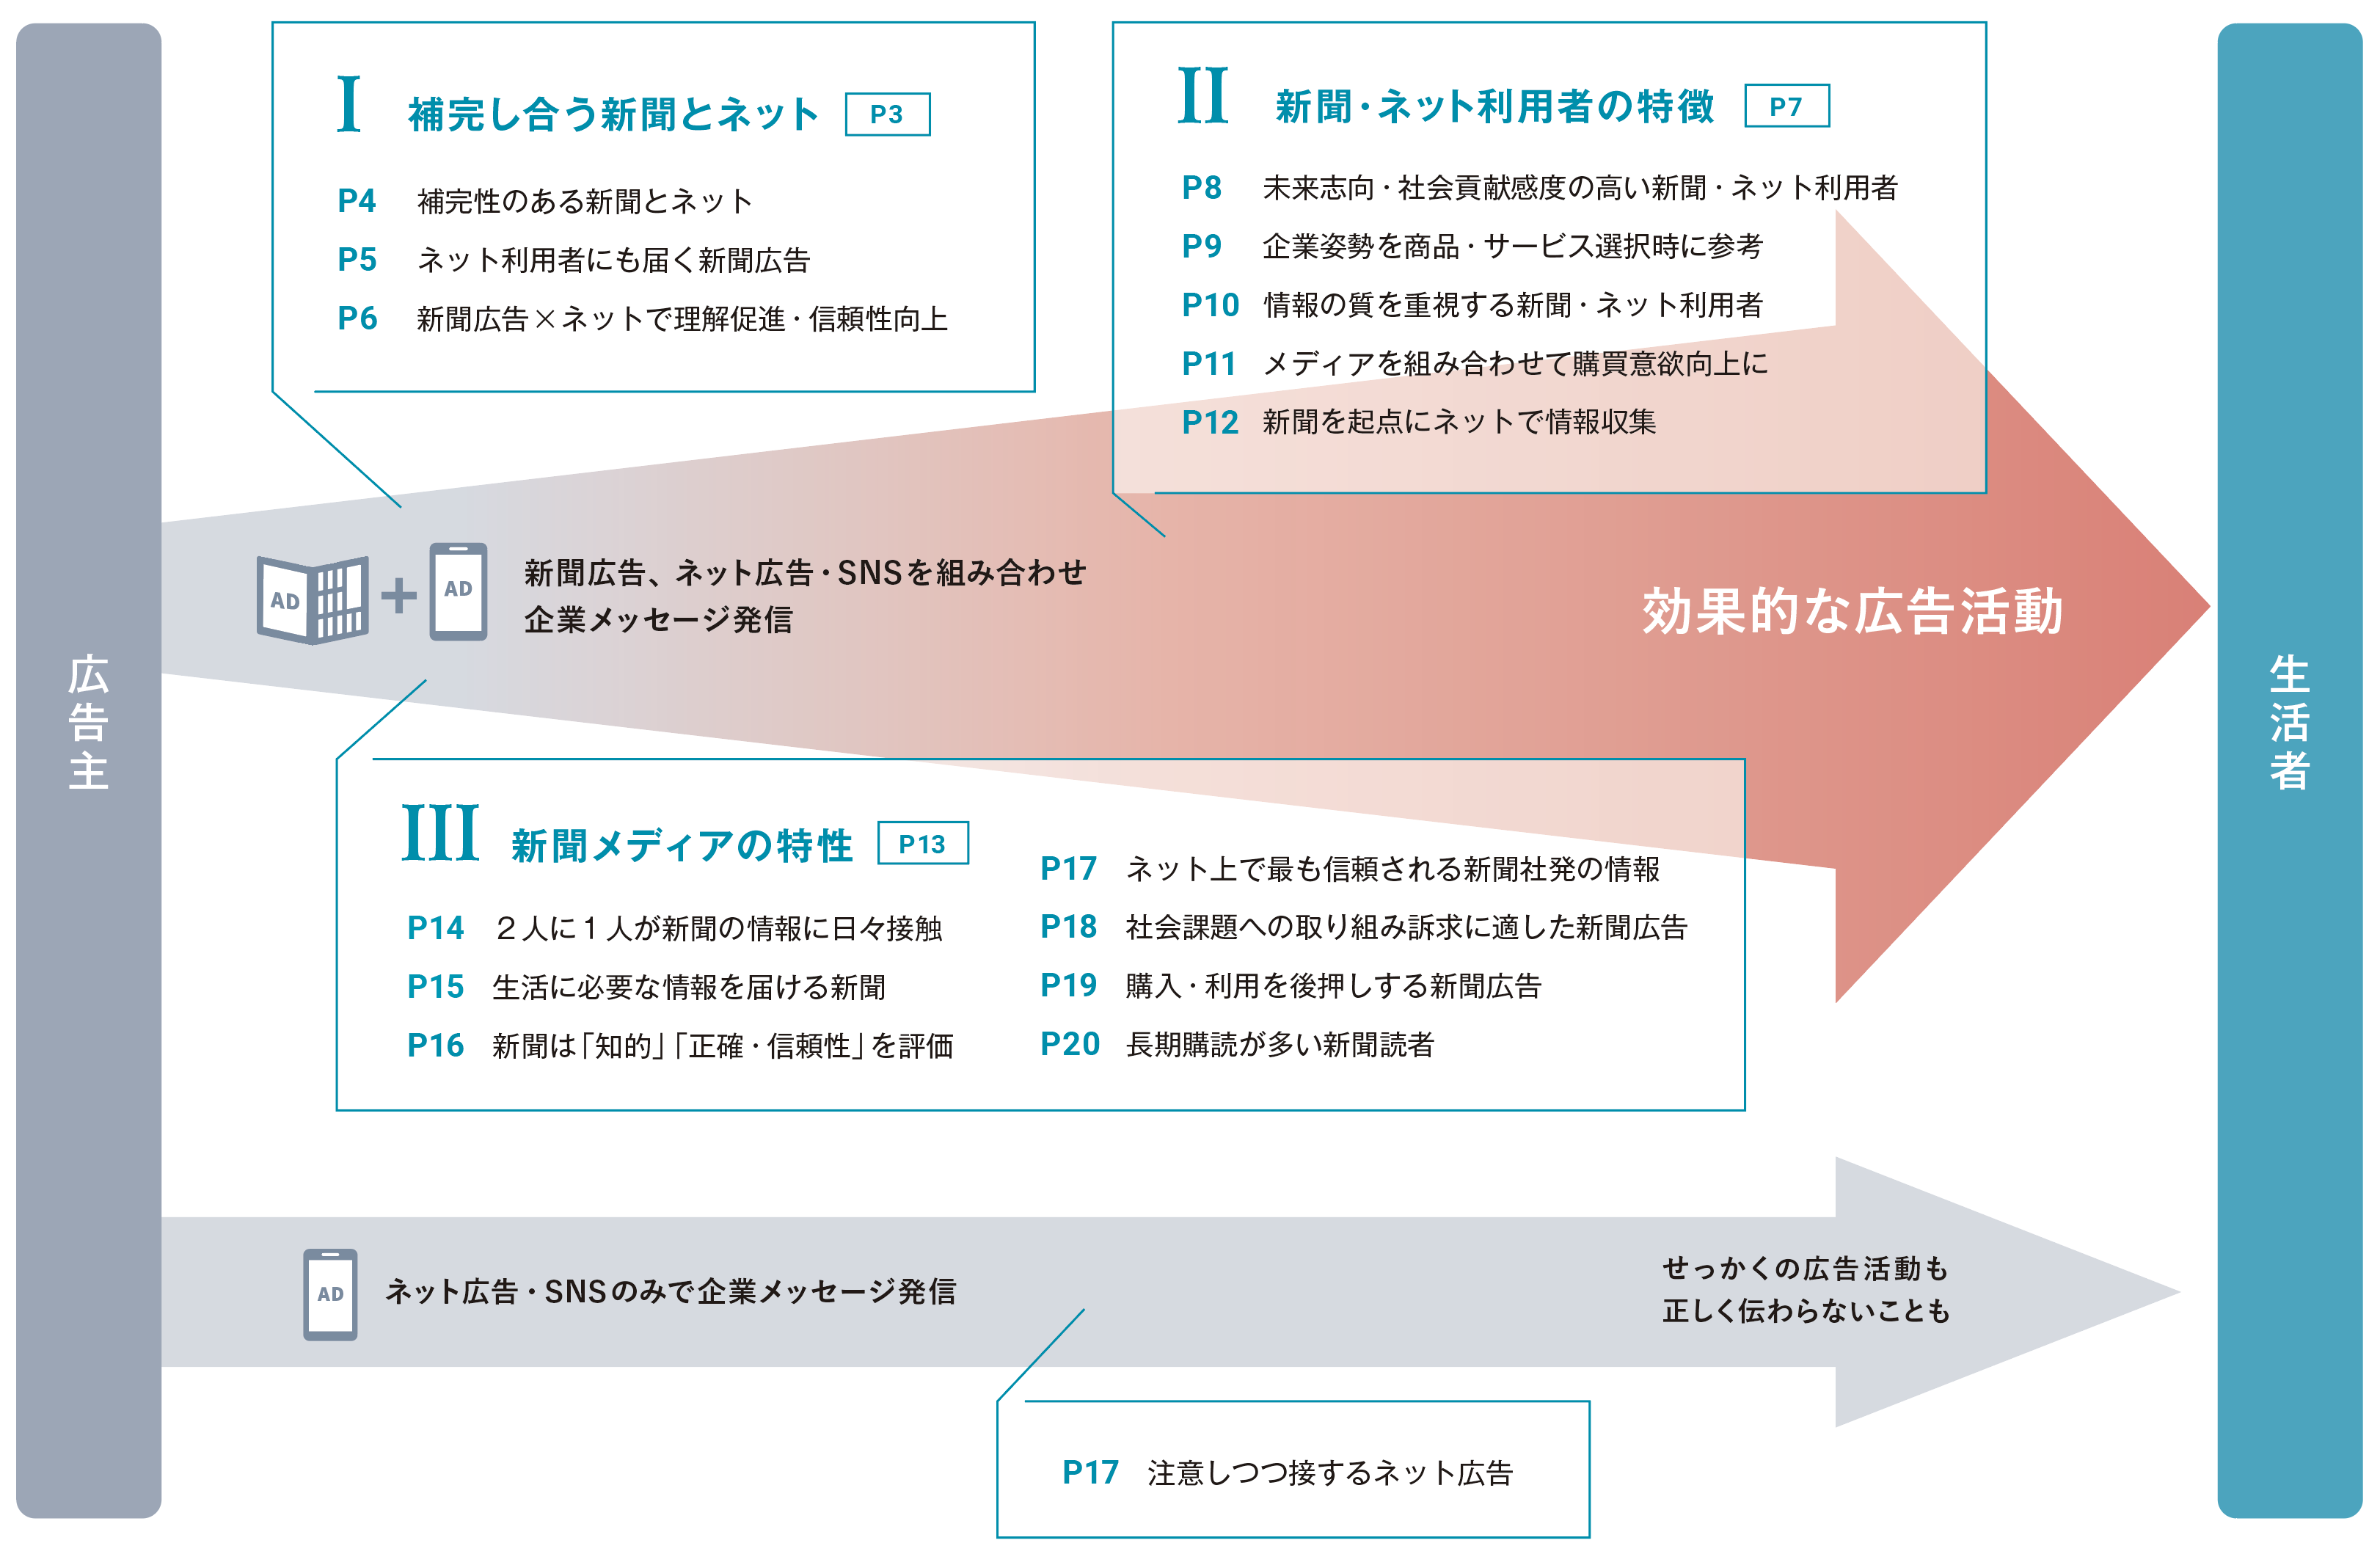 広告主
I 補完し合う新聞とネット P3
P4 補完性のある新聞とネット
P5 ネット利用者にも届く新聞広告
P6 新聞広告×ネットで理解促進・信頼性向上
II 新聞・ネット利用者の特徴 P7
P8 未来志向・社会貢献感度の高い新聞・ネット利用者
P9 企業姿勢を商品・サービス選択時に参考
P10 情報の質を重視する新聞・ネット利用者
P11 メディアを組み合わせて購買意欲向上に
P12 新聞を起点にネットで情報収集
AD
AD
新聞広告、ネット広告・SNSを組み合わせ
企業メッセージ発信
効果的な広告活動
III 新聞メディアの特性 P13
P14 ２人に１人が新聞の情報に日々接触
P15 生活に必要な情報を届ける新聞
P16 新聞は「知的」「正確・信頼性」を評価
P17 ネット上で最も信頼される新聞社発の情報
P18 社会課題への取り組み訴求に適した新聞広告
P19 購入・利用を後押しする新聞広告
P20 長期購読が多い新聞読者
AD
ネット広告・SNSのみで企業メッセージ発信
せっかくの広告活動も
正しく伝わらないことも
P17 注意しつつ接するネット広告
生活者